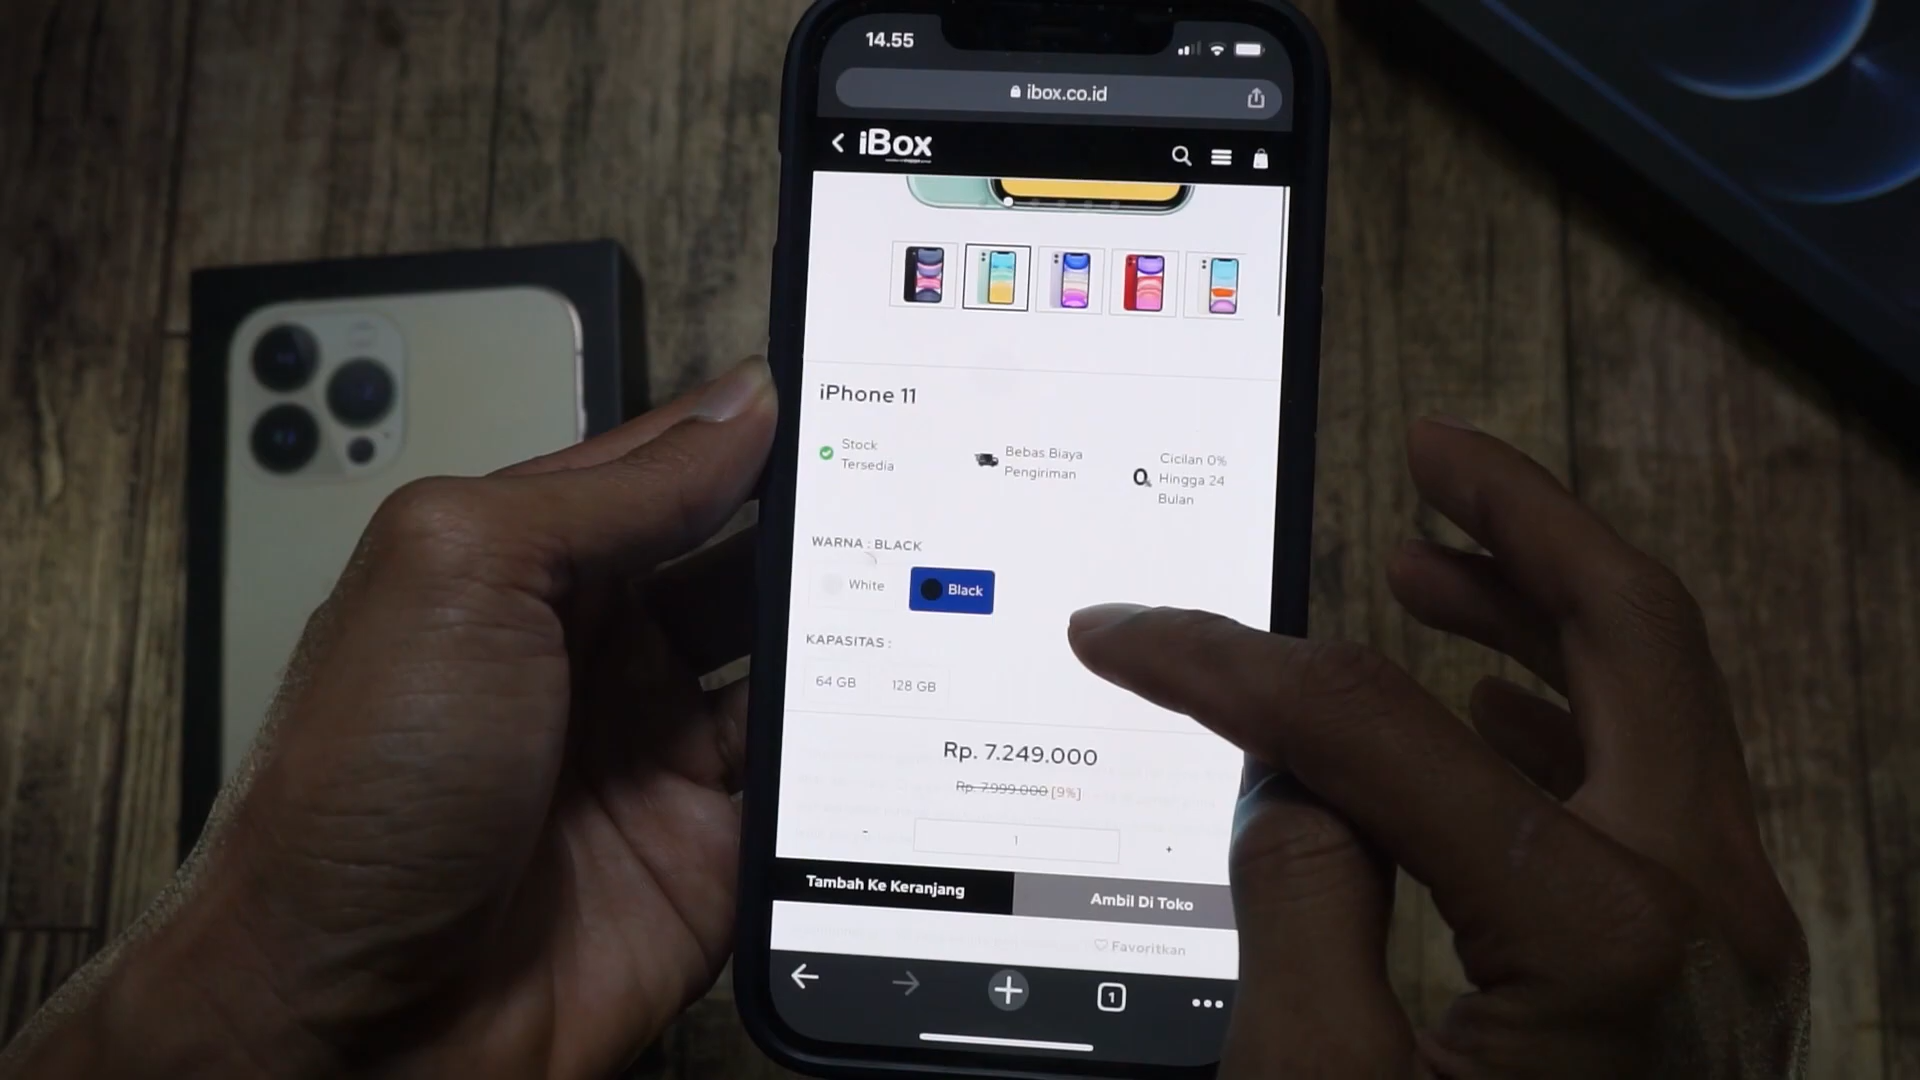 14.55
ibox.co.id
iBox
iPhone 11
Stock
Tersedia
Bebas Biaya
Pengiriman
0%
Cicilan 0%
Hingga 24
Bulan
WARNA : BLACK
White
Black
KAPASITAS :
64 GB
128 GB
Rp. 7.249.000
Rp. 7.999.000 [9%]
-
1
+
Tambah Ke Keranjang
Ambil Di Toko
Favoritkan
1